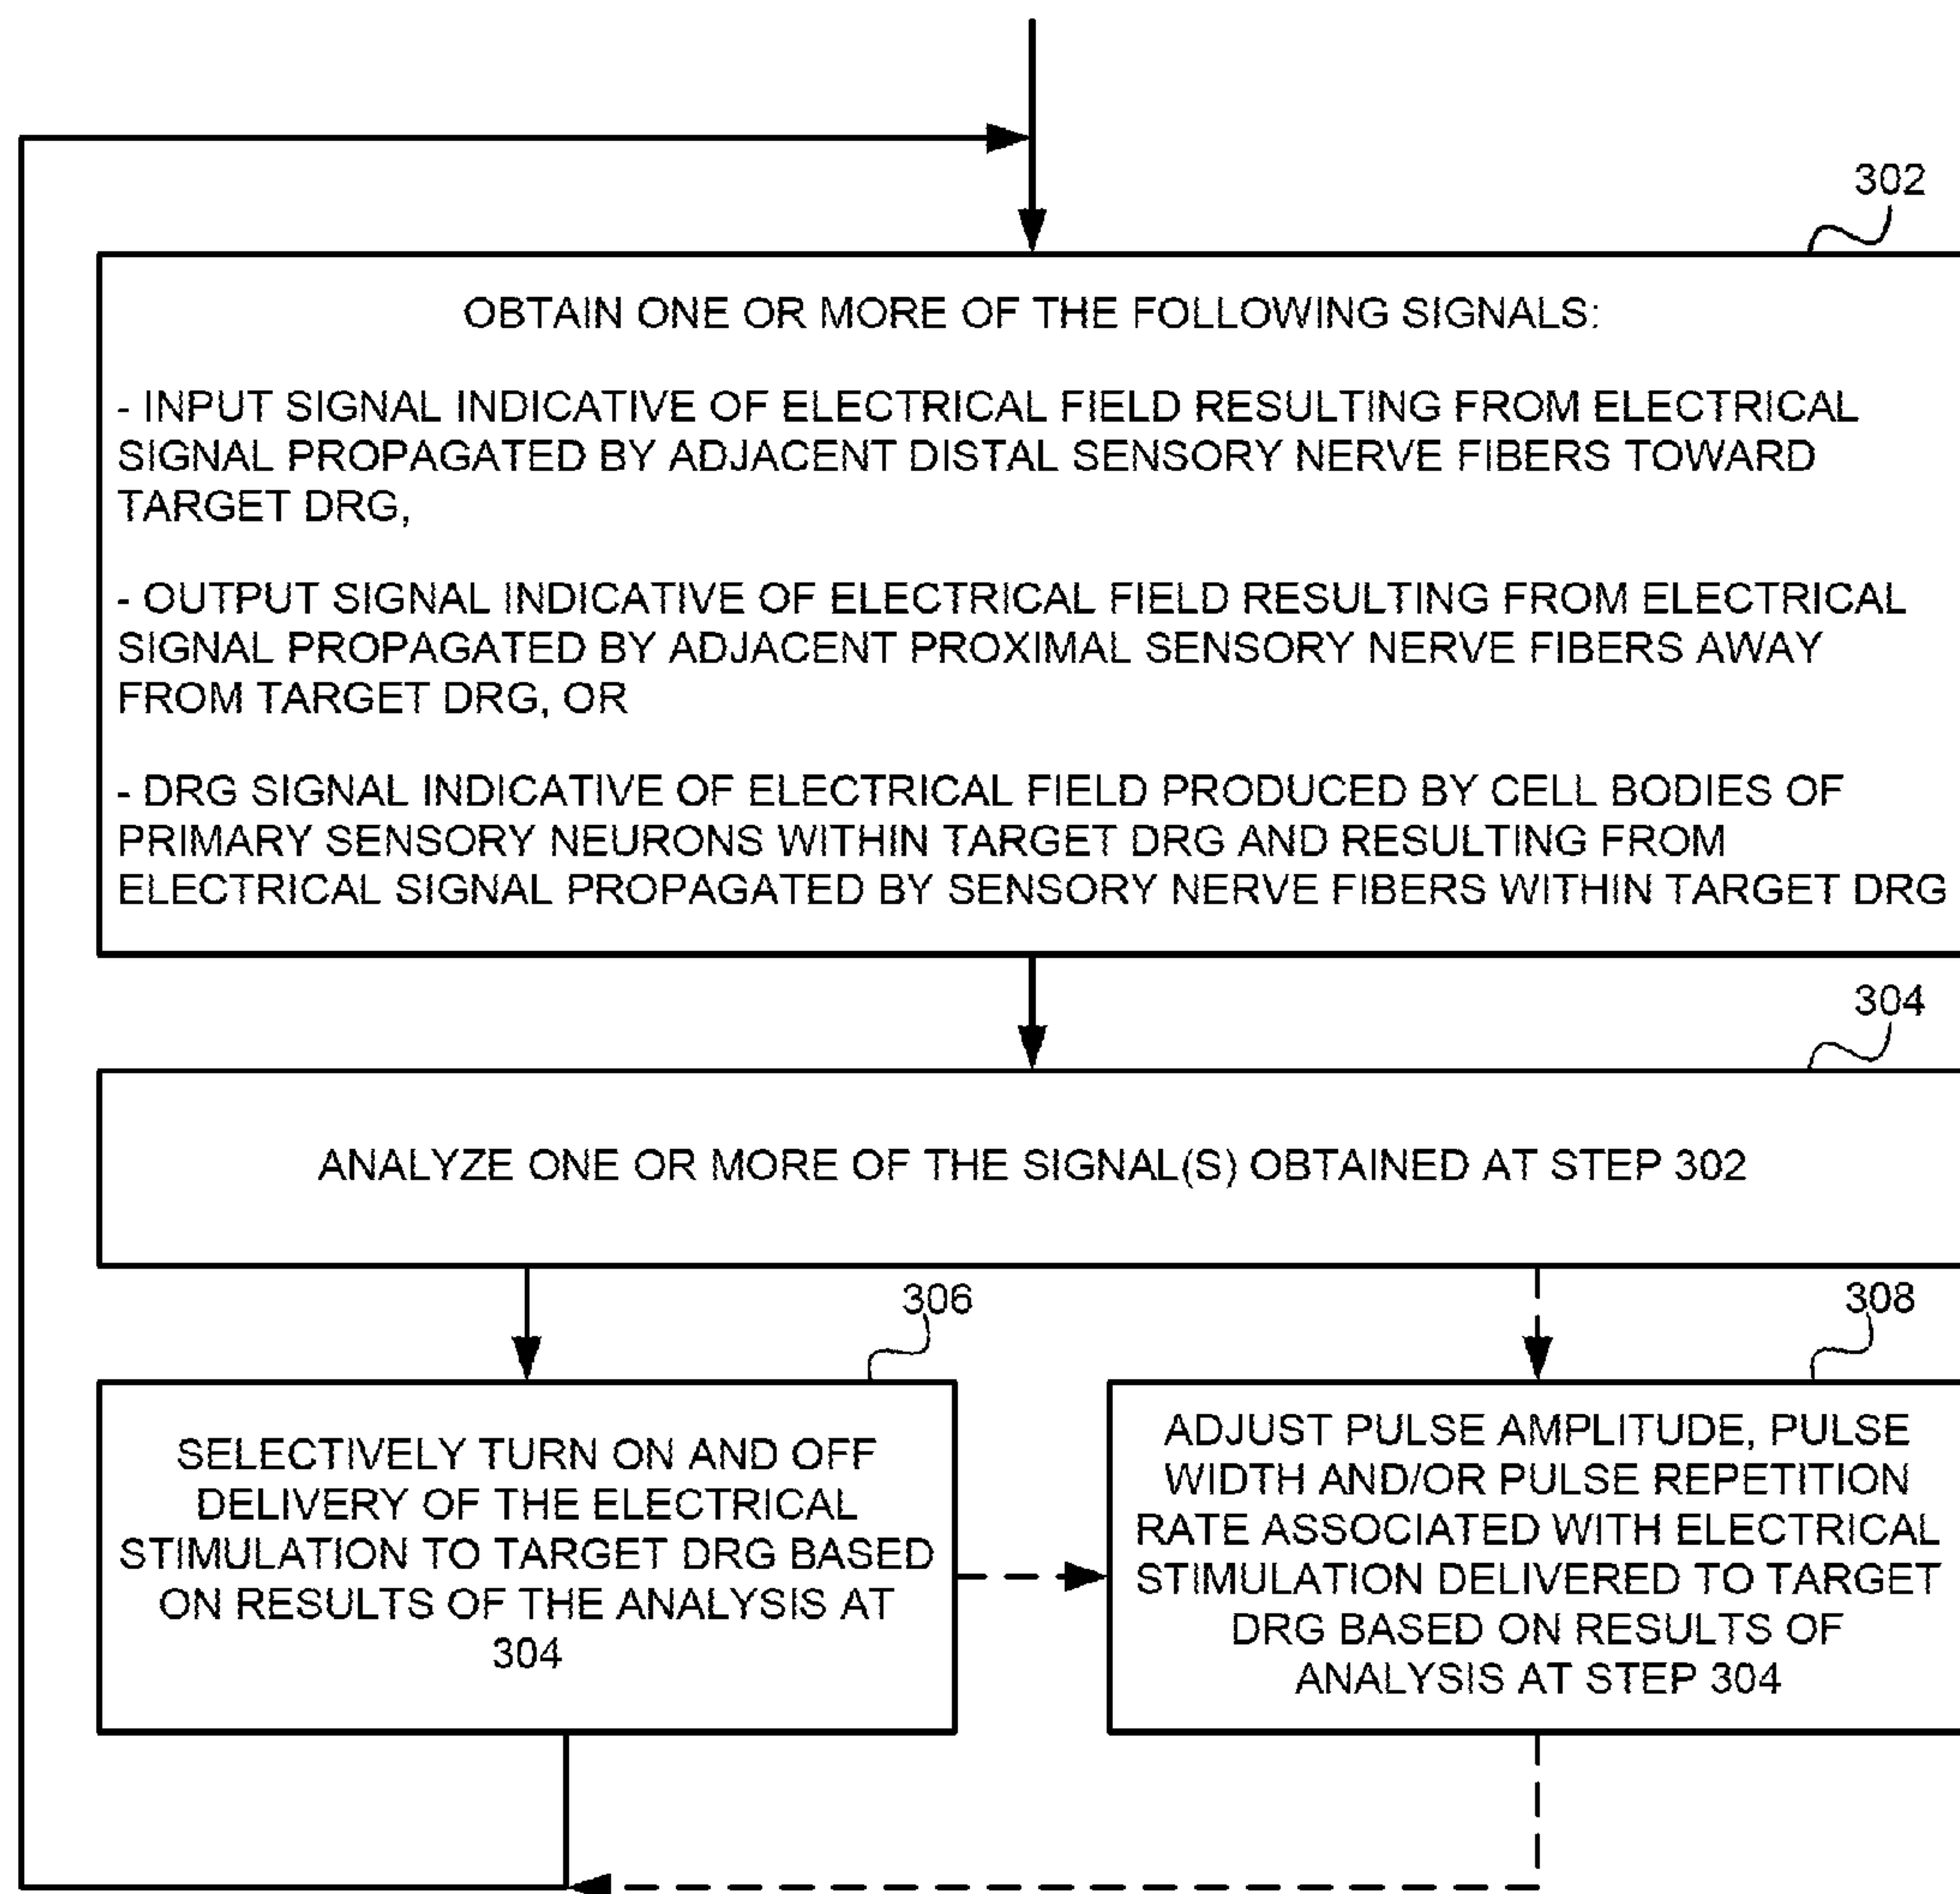 302
OBTAIN ONE OR MORE OF THE FOLLOWING SIGNALS:
- INPUT SIGNAL INDICATIVE OF ELECTRICAL FIELD RESULTING FROM ELECTRICAL
SIGNAL PROPAGATED BY ADJACENT DISTAL SENSORY NERVE FIBERS TOWARD
TARGET DRG,
- OUTPUT SIGNAL INDICATIVE OF ELECTRICAL FIELD RESULTING FROM ELECTRICAL
SIGNAL PROPAGATED BY ADJACENT PROXIMAL SENSORY NERVE FIBERS AWAY
FROM TARGET DRG, OR
- DRG SIGNAL INDICATIVE OF ELECTRICAL FIELD PRODUCED BY CELL BODIES OF
PRIMARY SENSORY NEURONS WITHIN TARGET DRG AND RESULTING FROM
ELECTRICAL SIGNAL PROPAGATED BY SENSORY NERVE FIBERS WITHIN TARGET DRG
304
ANALYZE ONE OR MORE OF THE SIGNAL(S) OBTAINED AT STEP 302
306
SELECTIVELY TURN ON AND OFF
DELIVERY OF THE ELECTRICAL
STIMULATION TO TARGET DRG BASED
ON RESULTS OF THE ANALYSIS AT
304
308
ADJUST PULSE AMPLITUDE, PULSE
WIDTH AND/OR PULSE REPETITION
RATE ASSOCIATED WITH ELECTRICAL
STIMULATION DELIVERED TO TARGET
DRG BASED ON RESULTS OF
ANALYSIS AT STEP 304